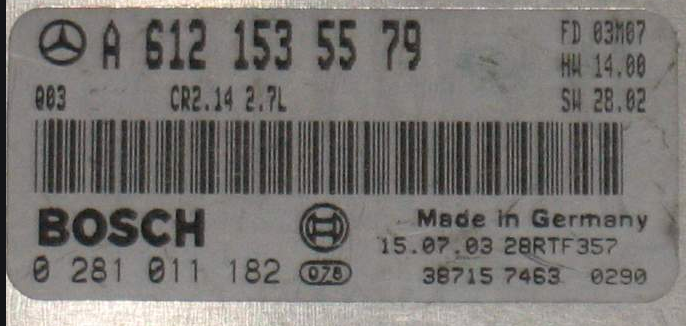 A 612 153 55 79
FD 03M07
HW 14.00
Q03 CR2.14 2.7L SW 28.02
BOSCH
Made in Germany
15.07.03 28RTF357
0 281 011 182 078 38715 7463 0290